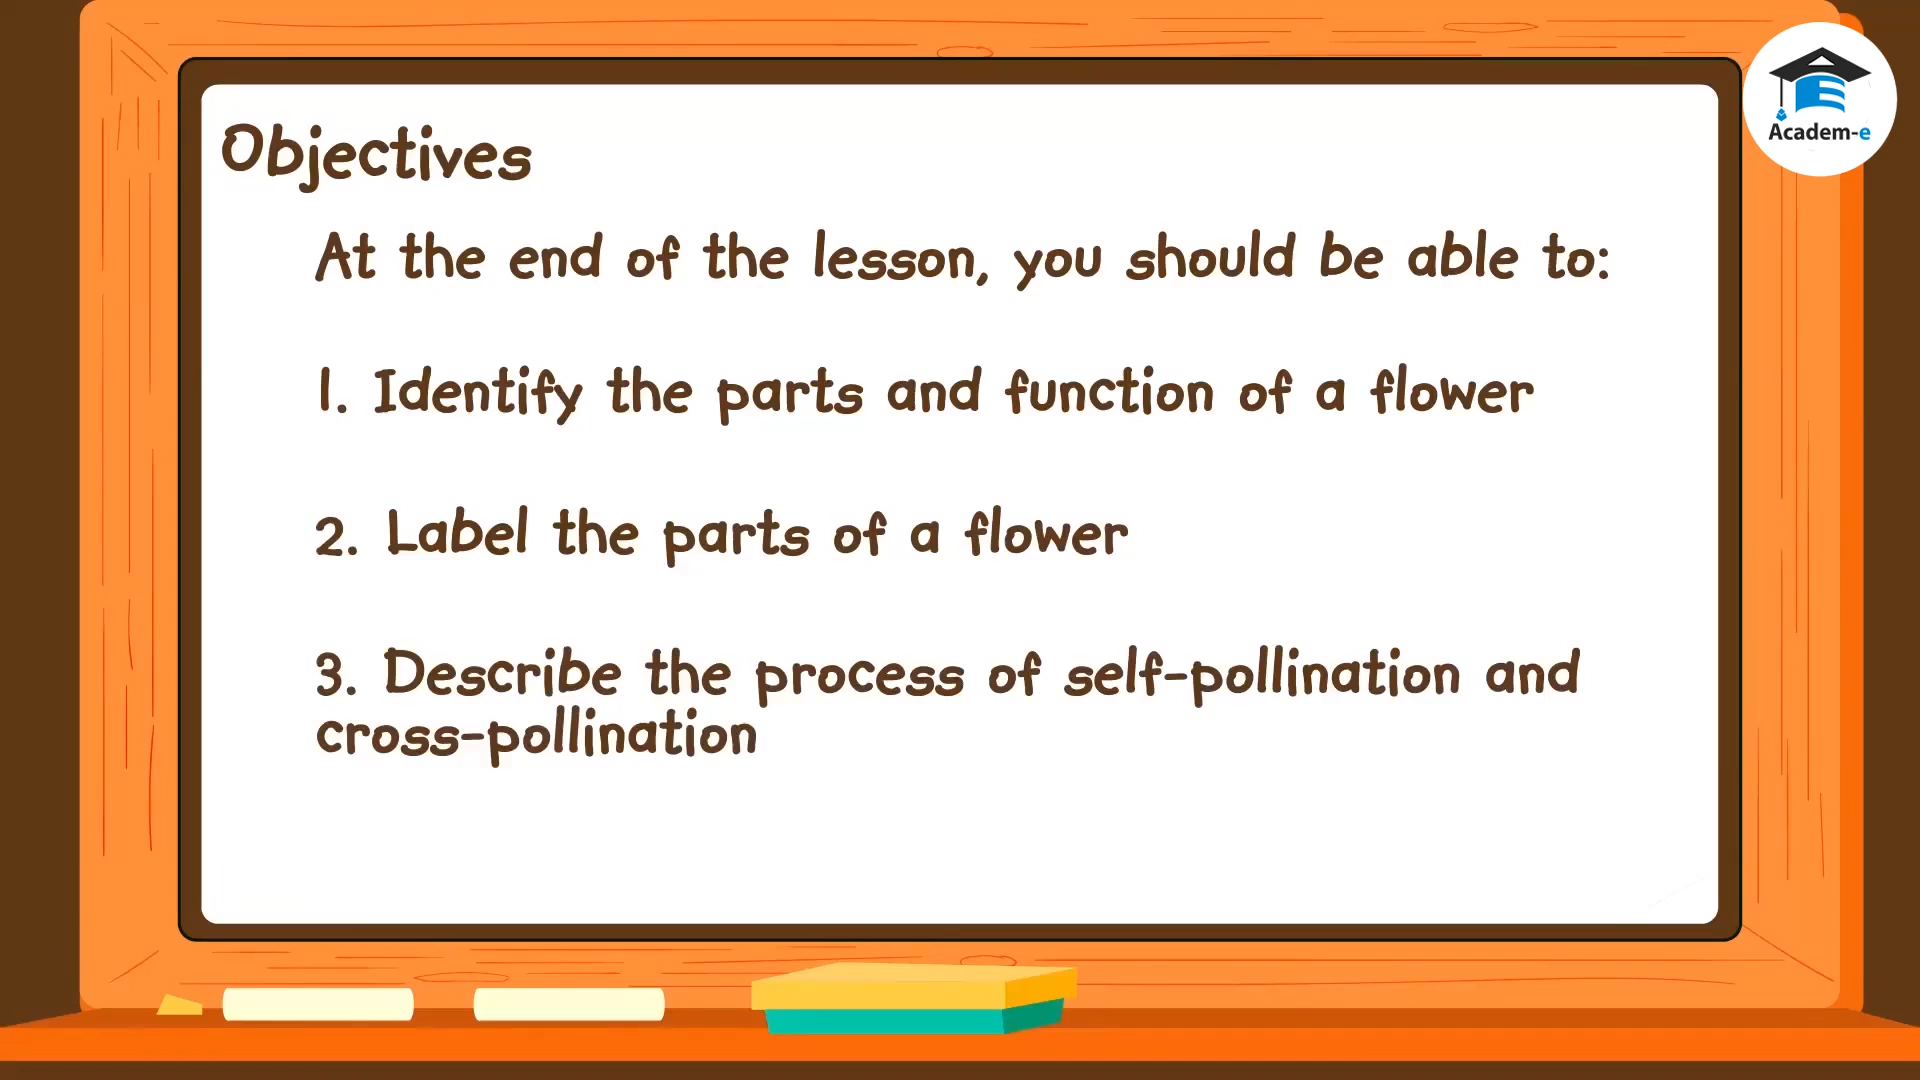 Academ-e
Objectives
At the end of the lesson, you should be able to:
1. Identify the parts and function of a flower
2. Label the parts of a flower
3. Describe the process of self-pollination and
cross-pollination